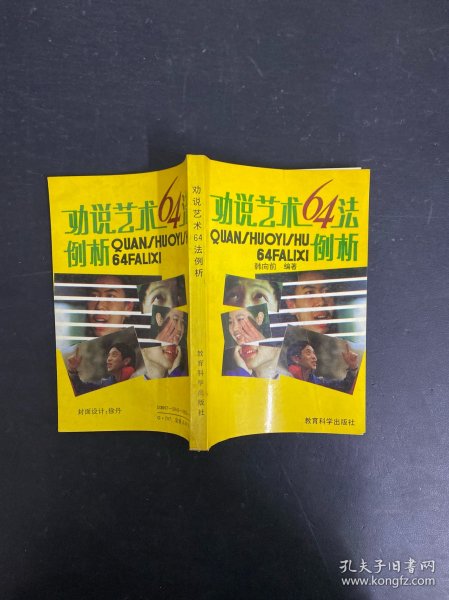 劝说艺术64法
例析
QUANSHUOYISHU
64FALIXI
封面设计:徐丹
劝说艺术64法例析
教育科学出版社
劝说艺术64法
QUANSHUOYISHU
64FALIXI
例析
韩向前 编著
教育科学出版社
孔夫子旧书网
www.kongfz.com